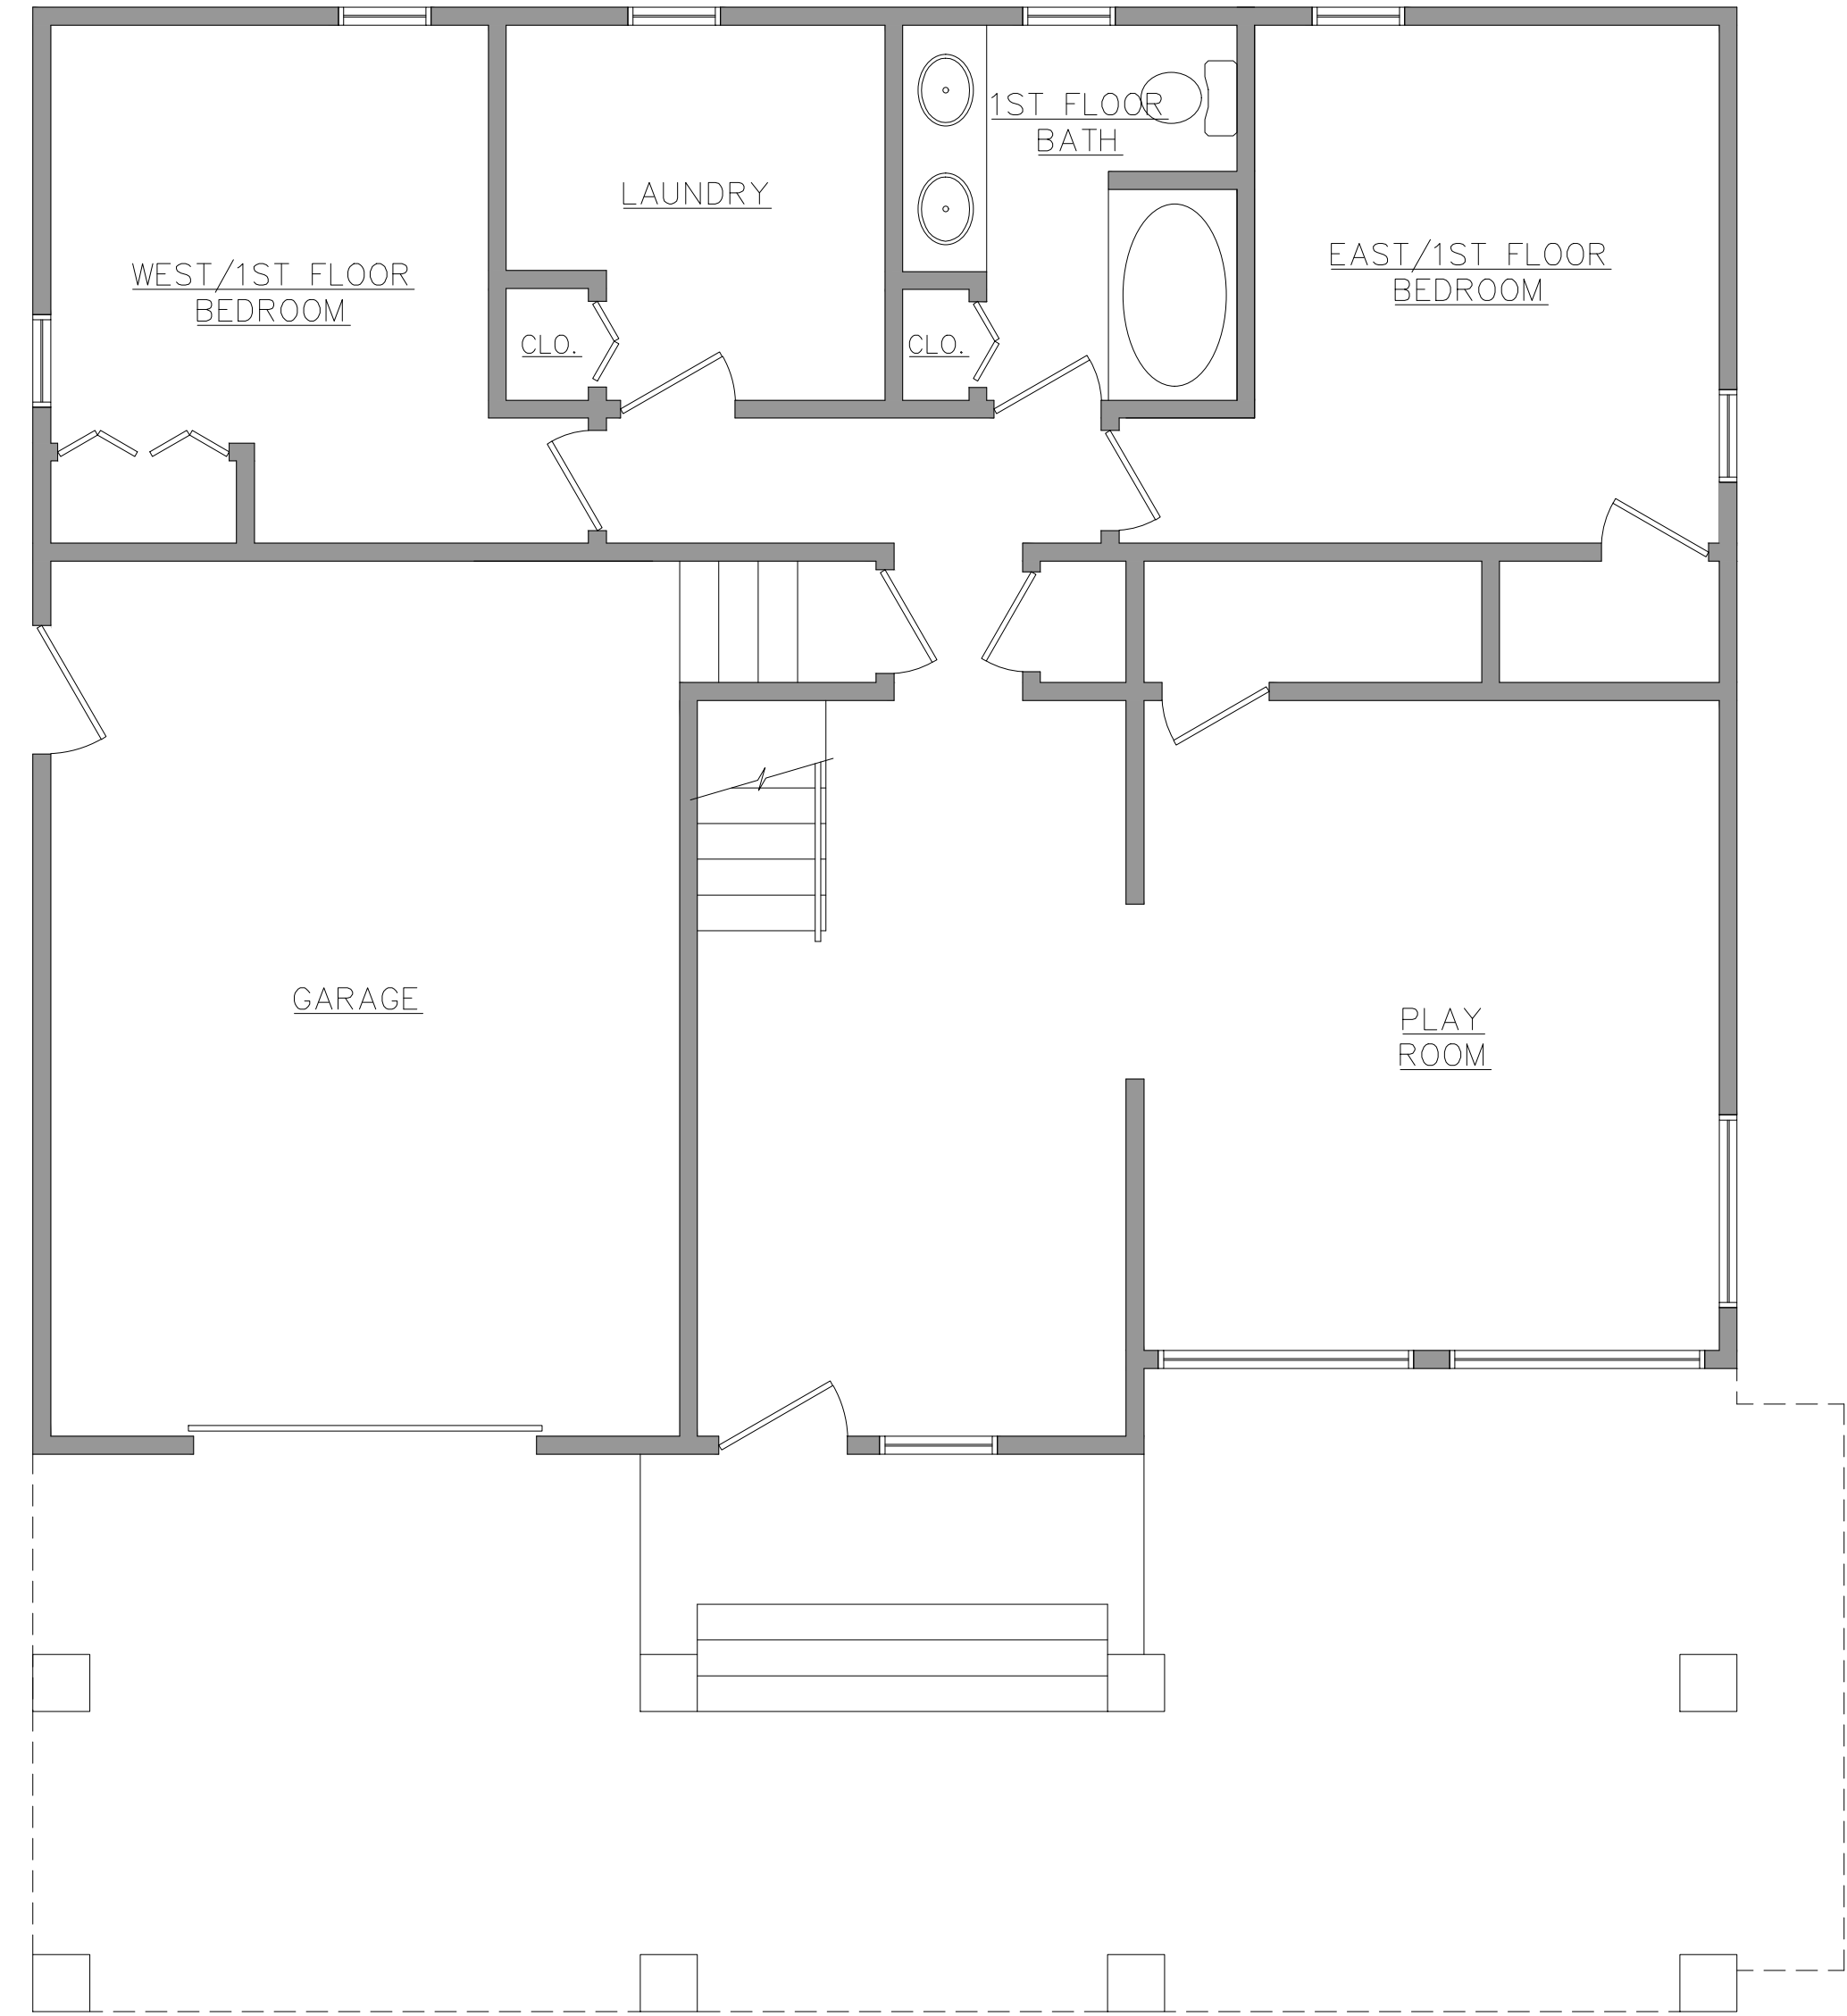 1ST FLOOR
BATH
LAUNDRY
WEST/1ST FLOOR
BEDROOM
EAST/1ST FLOOR
BEDROOM
CLO.
CLO.
GARAGE
PLAY
ROOM